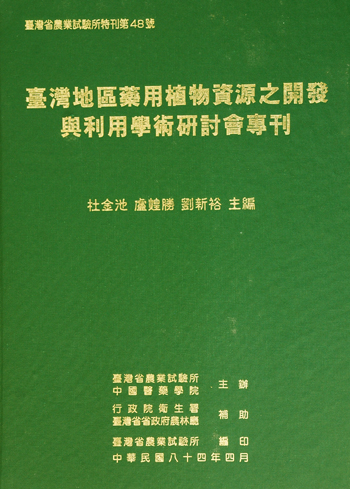 臺灣省農業試驗所特刊第48號
臺灣地區藥用植物資源之開發
與利用學術研討會專刊
杜金池 盧煌勝 劉新裕 主編
臺灣省農業試驗所
中國醫藥學院 主辦
行政院衛生署
臺灣省省政府農林廳 補助
臺灣省農業試驗所 編印
中華民國八十四年四月